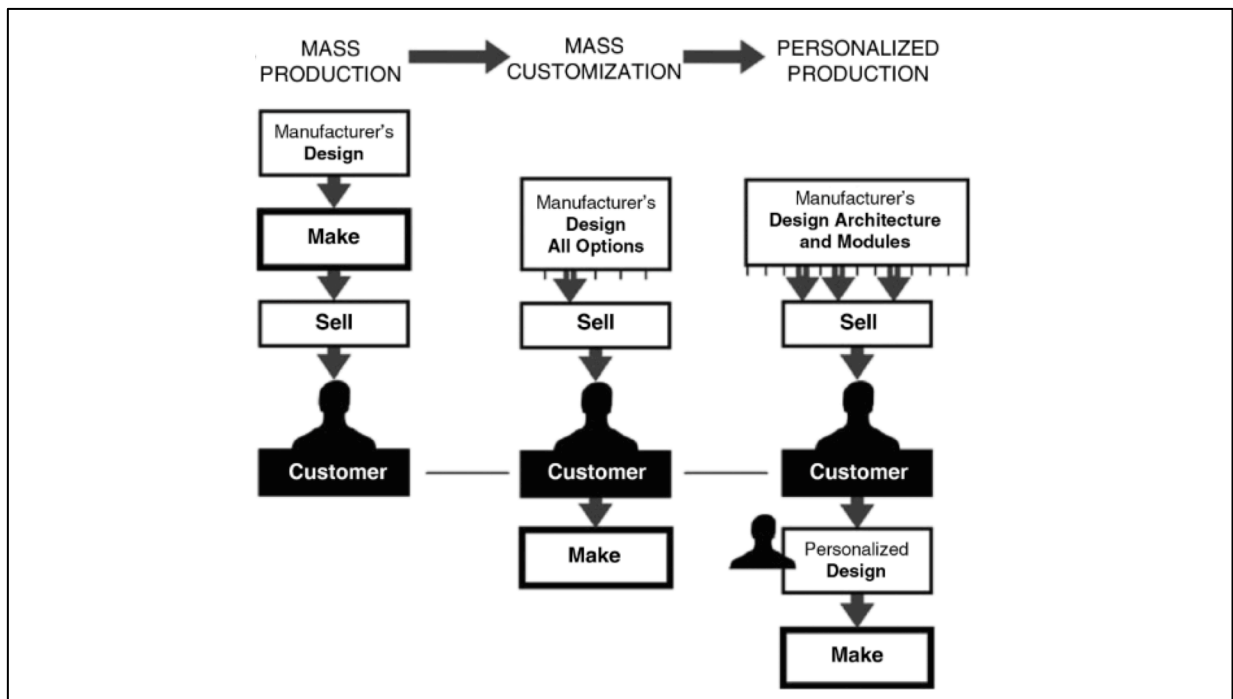 MASS
PRODUCTION
MASS
CUSTOMIZATION
PERSONALIZED
PRODUCTION
Manufacturer's
Design
Make
Sell
Customer
Manufacturer's
Design
All Options
Sell
Customer
Make
Manufacturer's
Design Architecture
and Modules
Sell
Customer
Personalized
Design
Make